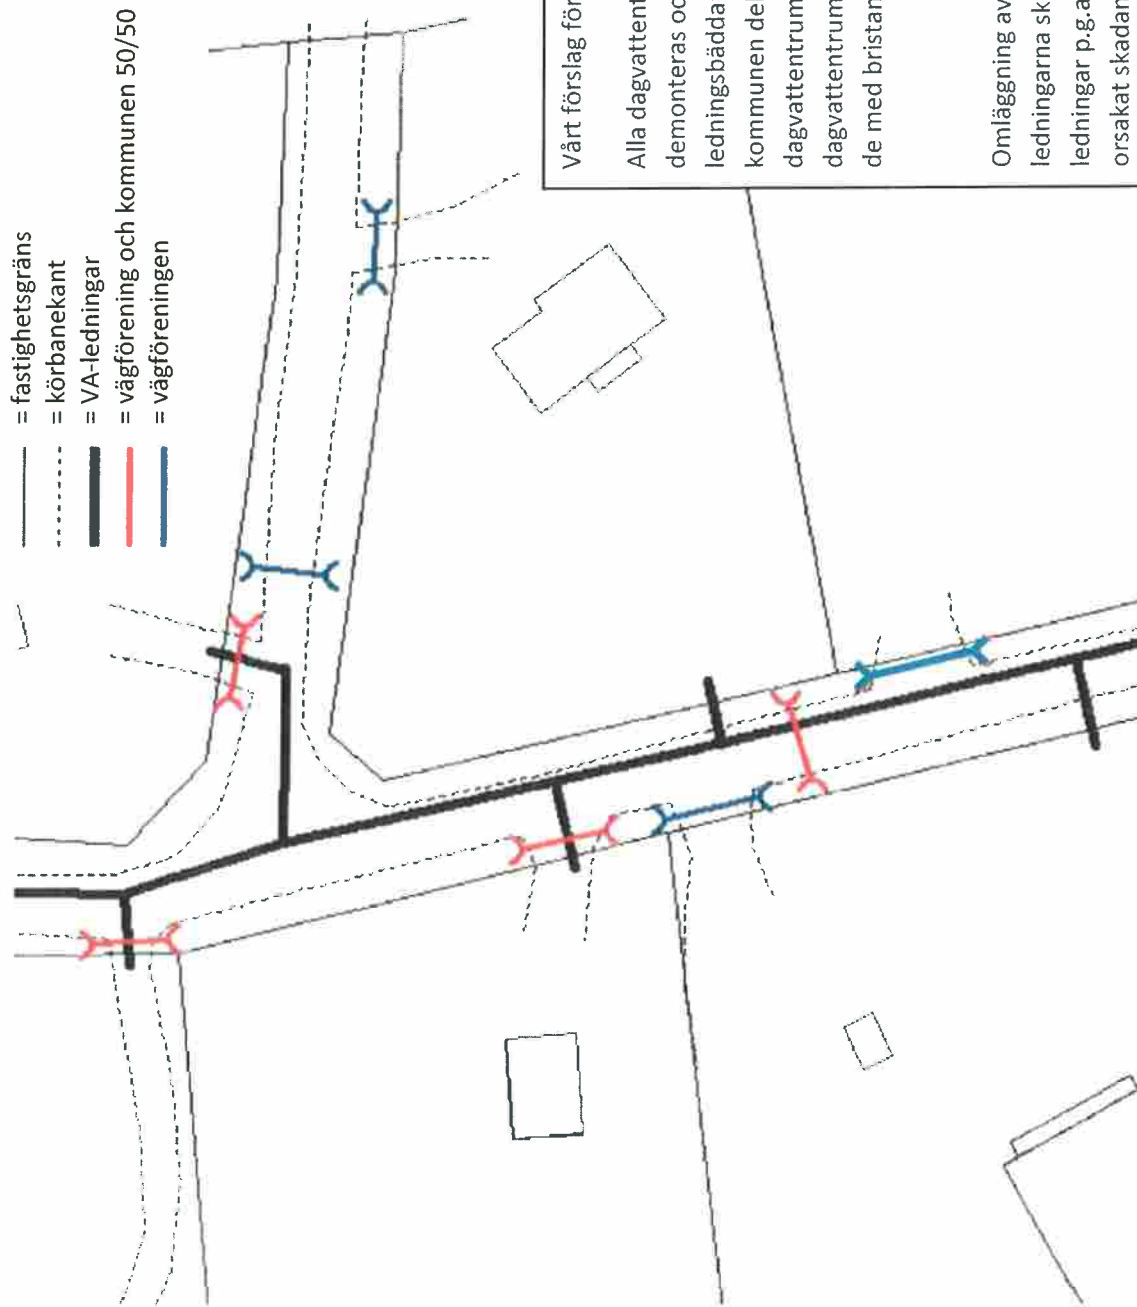 = fastighetsgräns
= körbanekant
= VA-ledningar
= vägförening och kommunen 50/50
= vägföreningen
Vårt förslag för
Alla dagvattent
demonteras oc
ledningsbädda
kommunen del
dagvattentrum
dagvattentrum
de med bristan
Omläggning av
ledningarna sk
ledningar p.g.a
orsakat skadan